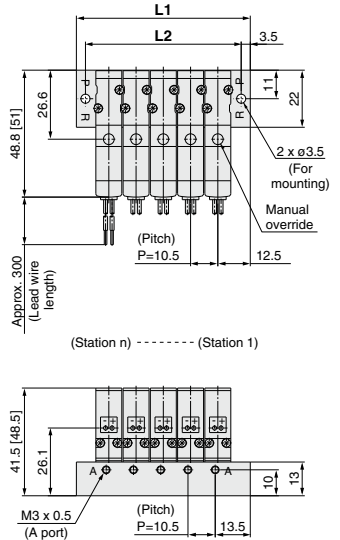 L1
L2
3.5
P
R
P
R
11
22
26.6
48.8 [51]
2 x ø3.5
(For
mounting)
Manual
override
Approx. 300
(Lead wire
length)
(Pitch)
P=10.5
12.5
(Station n) - - - - - - - (Station 1)
41.5 [48.5]
26.1
A
A
10
13
M3 x 0.5
(A port)
(Pitch)
P=10.5
13.5